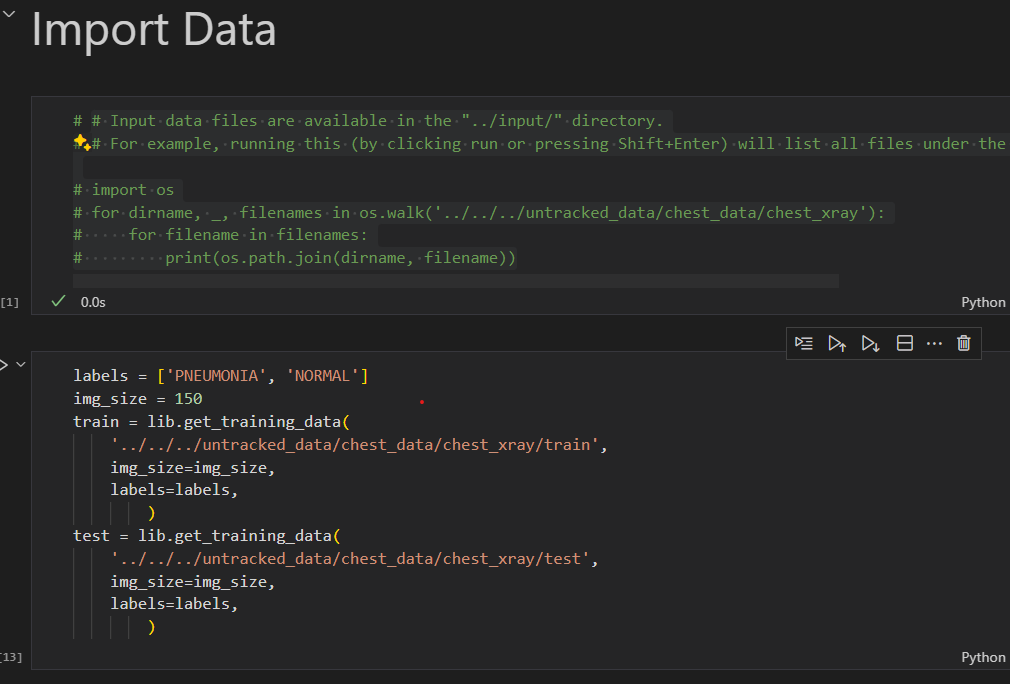 Import Data
# # Input data files are available in the "../input/" directory.
# # For example, running this (by clicking run or pressing Shift+Enter) will list all files under the
# import os
# for dirname, _, filenames in os.walk('../../../untracked_data/chest_data/chest_xray'):
#     for filename in filenames:
#         print(os.path.join(dirname, filename))
[1]
0.0s
Python
labels = ['PNEUMONIA', 'NORMAL']
img_size = 150
train = lib.get_training_data(
'../../../untracked_data/chest_data/chest_xray/train',
img_size=img_size,
labels=labels,
)
test = lib.get_training_data(
'../../../untracked_data/chest_data/chest_xray/test',
img_size=img_size,
labels=labels,
)
[13]
Python